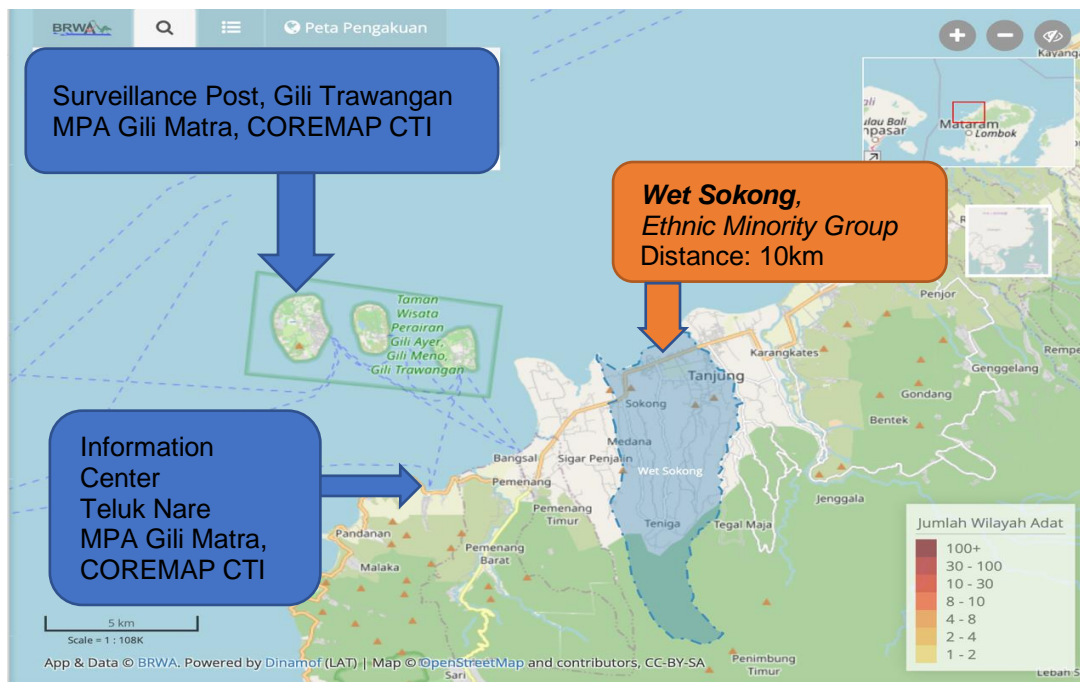 BRWA
Peta Pengakuan
Surveillance Post, Gili Trawangan
MPA Gili Matra, COREMAP CTI
Mataram
Lombok
Wet Sokong,
Ethnic Minority Group
Distance: 10km
Taman
Wisata
Perairan
Gili Ayer,
Gili Meno,
Gili Trawangan
Penjor
Karangkates
Genggelang
Tanjung
Gondang
Sokong
Bentek
Medana
Bangsal
Sigar Penjalin
Wet Sokong
Pemenang
Jenggala
Pemenang
Timur
Teniga
Tegal Maja
Pandanan
Pemenang
Barat
Malaka
Information
Center
Teluk Nare
MPA Gili Matra,
COREMAP CTI
Jumlah Wilayah Adat
100+
30 - 100
10 - 30
8 - 10
4 - 8
2 - 4
1 - 2
5 km
Scale = 1 : 108K
App & Data © BRWA. Powered by Dinamof (LAT) | Map © OpenStreetMap and contributors, CC-BY-SA
Penimbung
Timur
Sari